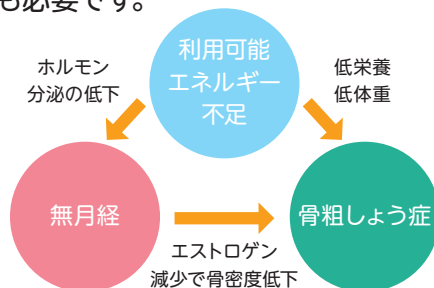 も必要です。
利用可能
エネルギー
不足
ホルモン
分泌の低下
低栄養
低体重
無月経
骨粗しょう症
エストロゲン
減少で骨密度低下